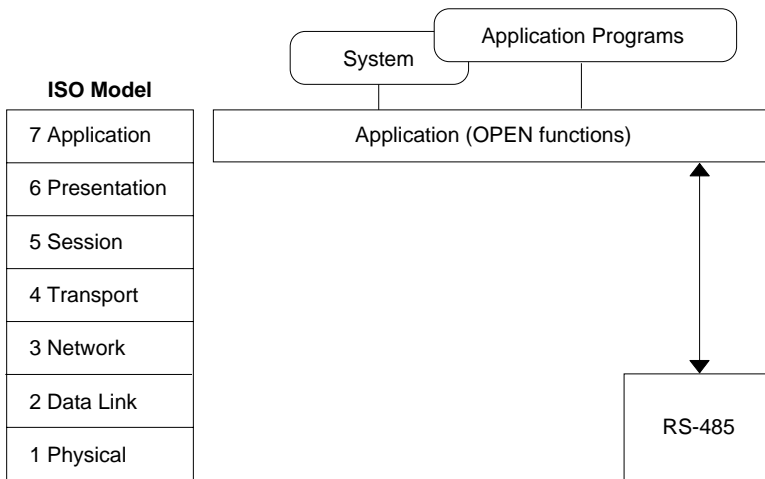 Application Programs
System
ISO Model
7 Application
Application (OPEN functions)
6 Presentation
5 Session
4 Transport
3 Network
2 Data Link
1 Physical
RS-485